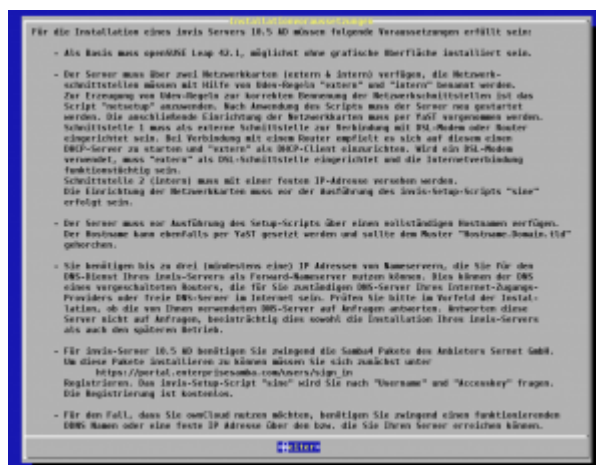 Installationsvoraussetzungen
Für die Installation eines invis Servers 10.5 AD müssen folgende Voraussetzungen erfüllt sein:
- Als Basis muss openSUSE Leap 42.1, möglichst ohne grafische Oberfläche installiert sein.
- Der Server muss über zwei Netzwerkkarten (extern & intern) verfügen, die Netzwerk-
schnittstellen müssen mit Hilfe von Udev-Regeln "extern" und "intern" benannt werden.
Zur Erzeugung von Udev-Regeln zur korrekten Benennung der Netzwerkschnittstellen ist das
Script "netsetup" anzuwenden. Nach Anwendung des Scripts muss der Server neu gestartet
werden. Die anschließende Einrichtung der Netzwerkkarten muss per YaST vorgenommen werden.
Schnittstelle 1 muss als externe Schnittstelle zur Verbindung mit DSL-Modem oder Router
eingerichtet sein. Bei Verbindung mit einem Router empfielt es sich auf diesem einen
DHCP-Server zu starten und "extern" als DHCP-Client einzurichten. Wird ein DSL-Modem
verwendet, muss "extern" als DSL-Schnittstelle eingerichtet und die Internetverbindung
funktionstüchtig sein.
Schnittstelle 2 (intern) muss mit einer festen IP-Adresse versehen werden.
Die Einrichtung der Netzwerkkarten muss vor der Ausführung des invis-Setup-Scripts "sine"
erfolgt sein.
- Der Server muss vor Ausführung des Setup-Scripts über einen vollständigen Hostnamen verfügen.
Der Hostname kann ebenfalls per YaST gesetzt werden und sollte dem Muster "Hostname.Domain.tld"
gehorchen.
- Sie benötigen bis zu drei (mindestens eine) IP Adressen von Nameservern, die Sie für den
DNS-Dienst Ihres invis-Servers als Forward-Nameserver nutzen können. Dies können der DNS
eines vorgeschalteten Routers, die für Sie zuständigen DNS-Server Ihres Internet-Zugangs-
Providers oder freie DNS-Server im Internet sein. Prüfen Sie bitte im Vorfeld der Instal-
lation, ob die von Ihnen verwendeten DNS-Server auf Anfragen antworten. Antworten diese
Server nicht auf Anfragen, beeinträchtig dies sowohl die Installation Ihres invis-Servers
als auch den späteren Betrieb.
- Für invis-Server 10.5 AD benötigen Sie zwingend die Samba4 Pakete des Anbieters Sernet GmbH.
Um diese Pakete installieren zu können müssen Sie sich zunächst unter
https://portal.enterprisesamba.com/users/sign_in
Registrieren. Das invis-Setup-Script "sine" wird Sie nach "Username" und "Accesskey" fragen.
Die Registrierung ist kostenlos.
- Für den Fall, dass Sie ownCloud nutzen möchten, benötigen Sie zwingend einen funktionierenden
DDNS Namen oder eine feste IP Adresse über den bzw. die Sie Ihren Server erreichen können.
Weitere